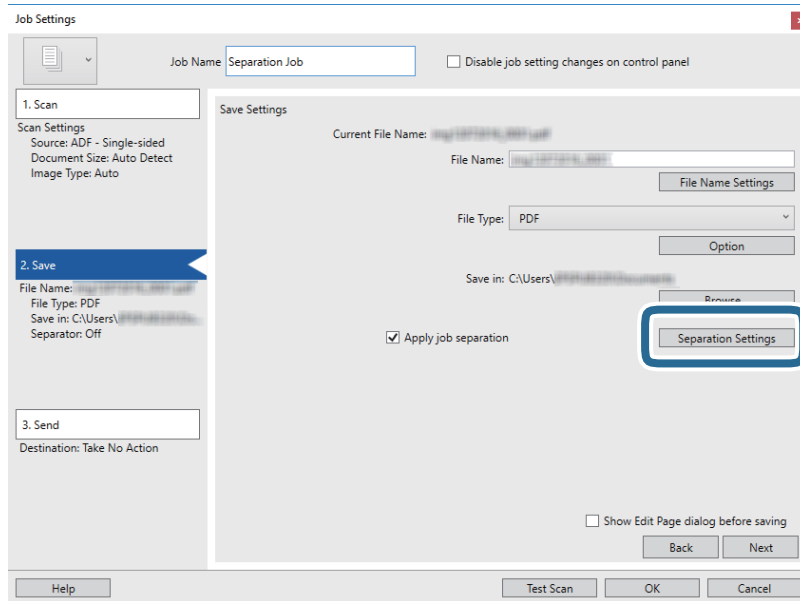 Job Settings
Job Name Separation Job
Disable job setting changes on control panel
1. Scan
Scan Settings
Source: ADF - Single-sided
Document Size: Auto Detect
Image Type: Auto
2. Save
File Name:
File Type: PDF
Save in: C:\Users\
Separator: Off
3. Send
Destination: Take No Action
Save Settings
Current File Name:
File Name:
File Name Settings
File Type: PDF
Option
Save in: C:\Users\
Browse
Apply job separation
Separation Settings
Show Edit Page dialog before saving
Back Next
Help Test Scan OK Cancel